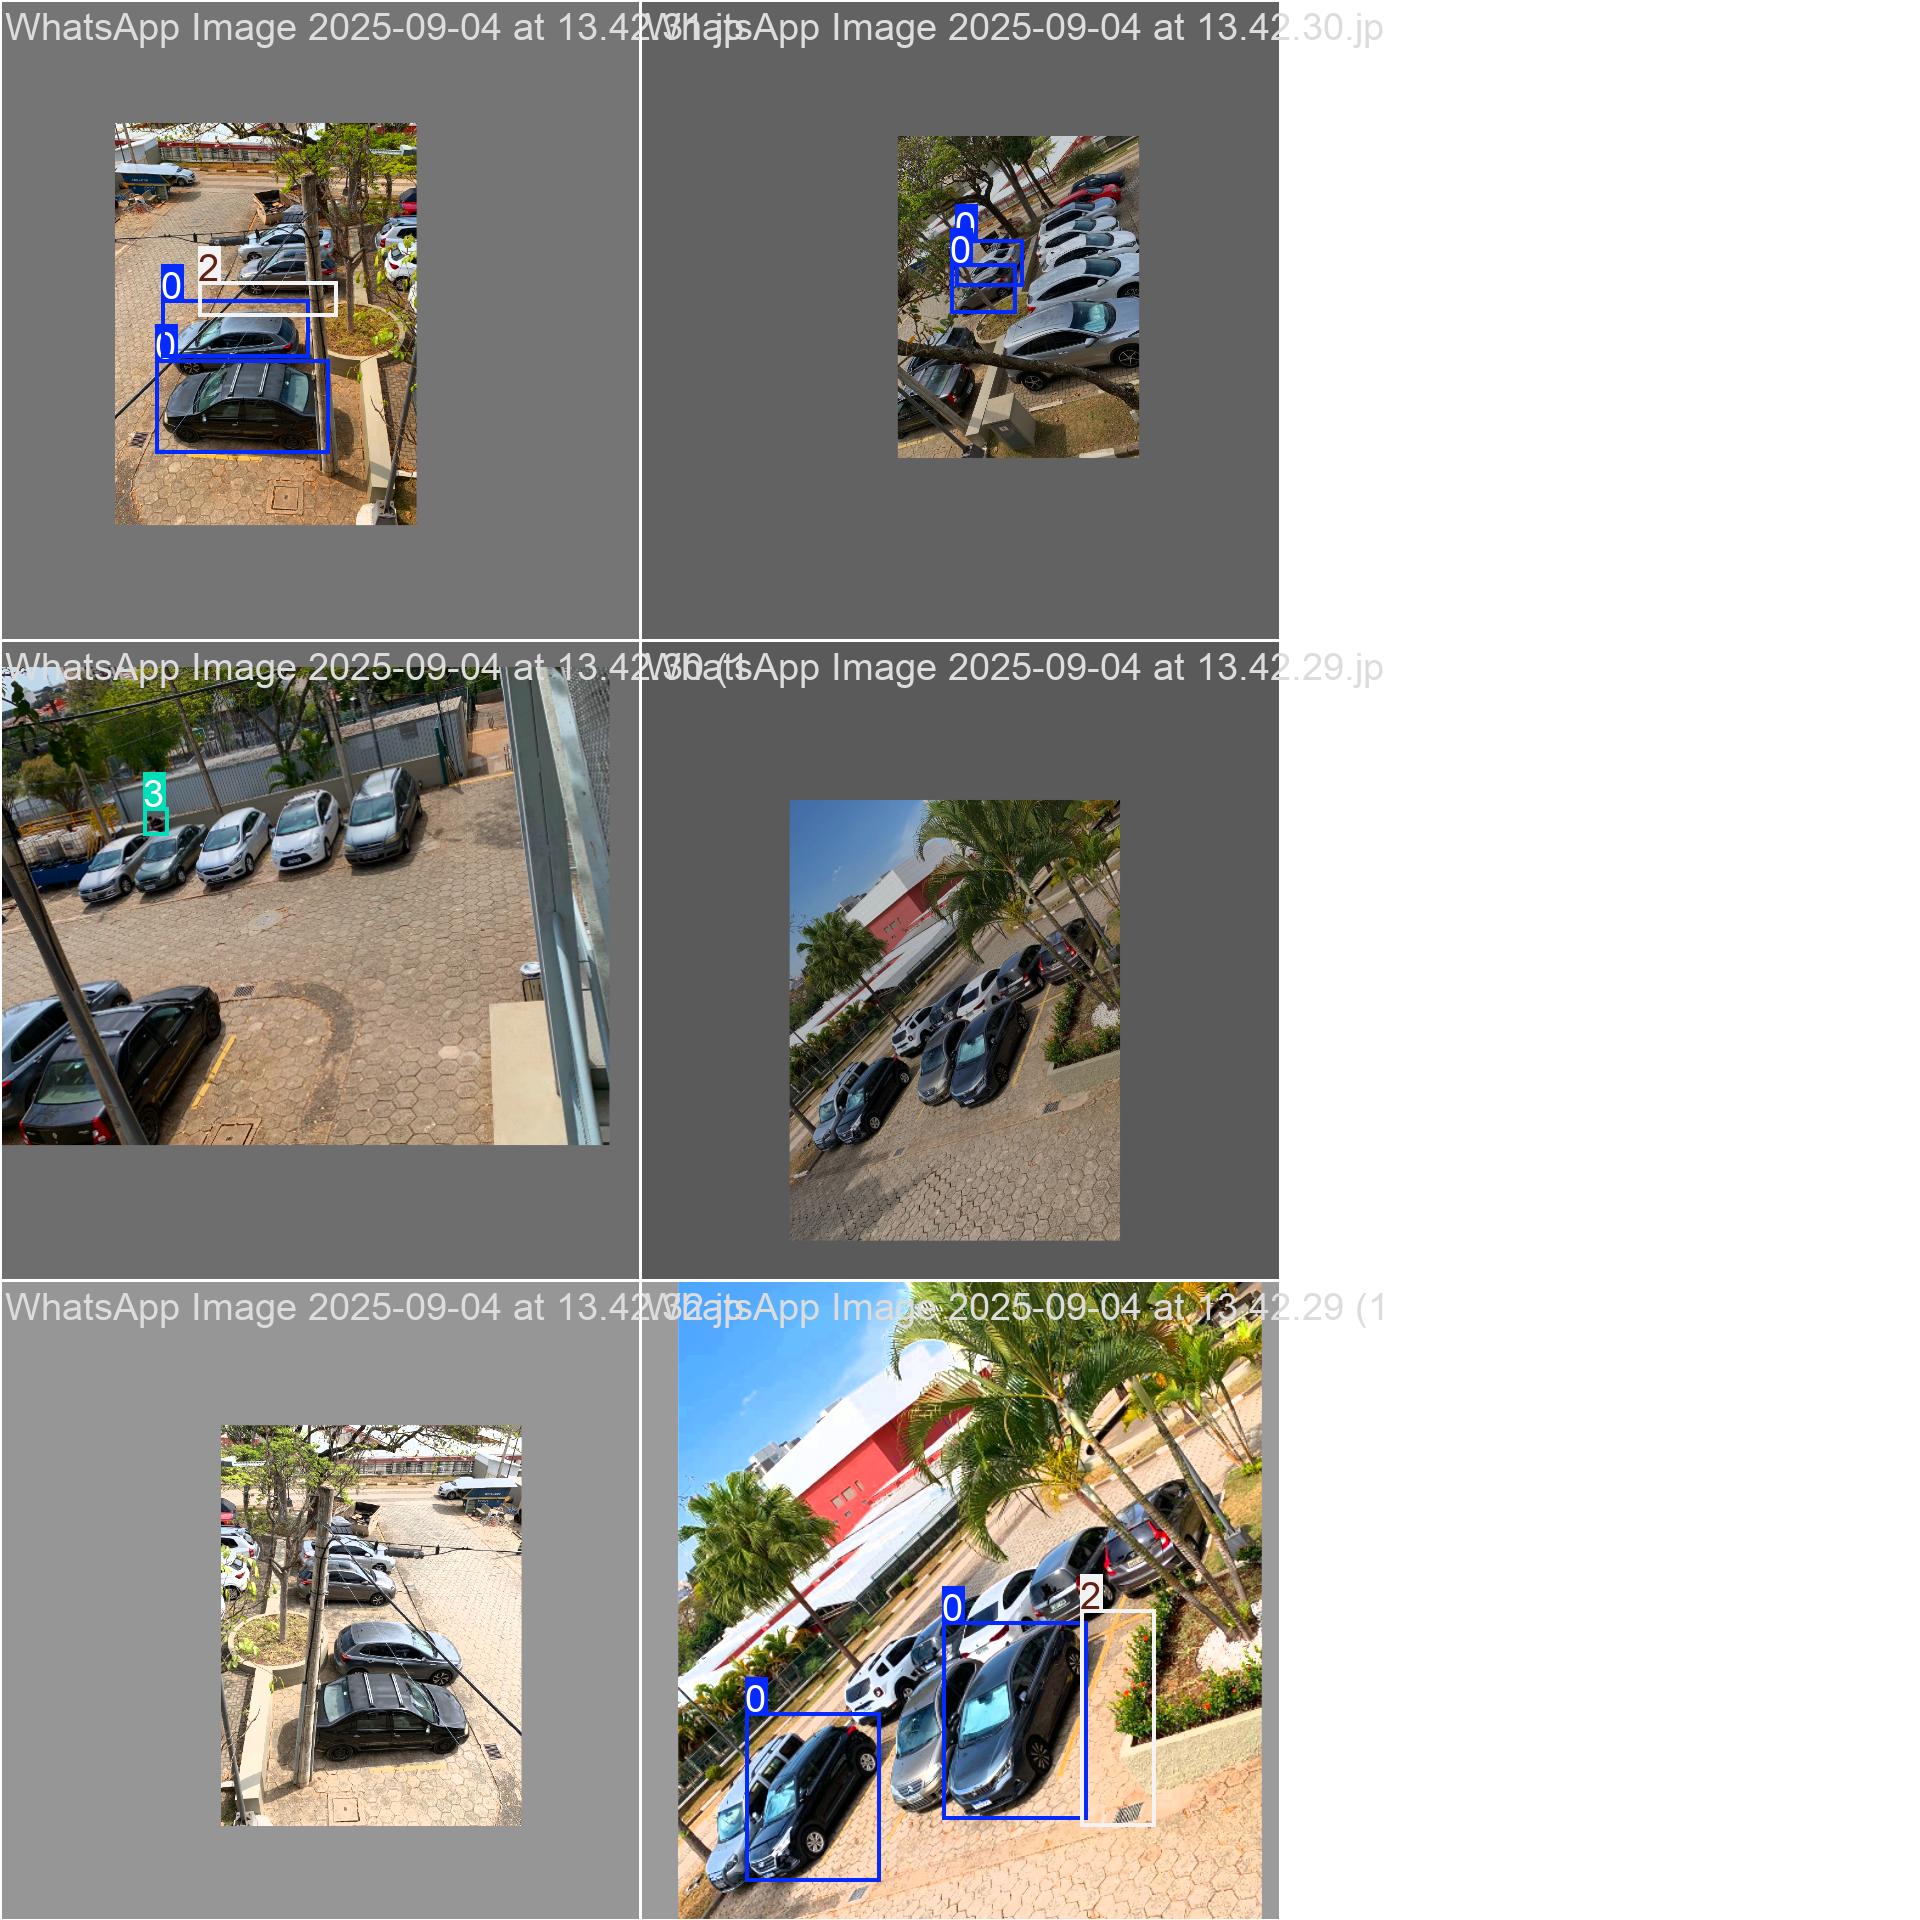 WhatsApp Image 2025-09-04 at 13.42.31.jp
WhatsApp Image 2025-09-04 at 13.42.30.jp
2
0
0
0
0
WhatsApp Image 2025-09-04 at 13.42.30 (1
WhatsApp Image 2025-09-04 at 13.42.29.jp
3
WhatsApp Image 2025-09-04 at 13.42.32.jp
WhatsApp Image 2025-09-04 at 13.42.29 (1
0
2
0